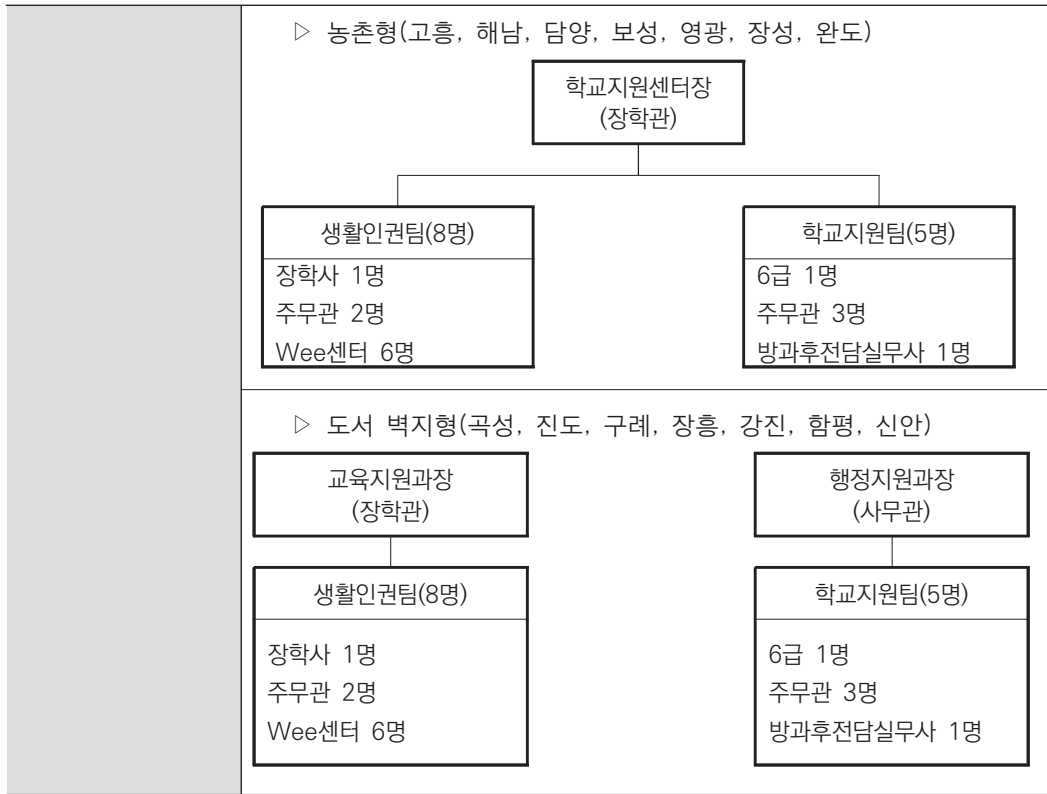 ▷ 농촌형(고흥, 해남, 담양, 보성, 영광, 장성, 완도)
학교지원센터장
(장학관)
생활인권팀(8명)
장학사 1명
주무관 2명
Wee센터 6명
학교지원팀(5명)
6급 1명
주무관 3명
방과후전담실무사 1명
▷ 도서 벽지형(곡성, 진도, 구례, 장흥, 강진, 함평, 신안)
교육지원과장
(장학관)
생활인권팀(8명)
장학사 1명
주무관 2명
Wee센터 6명
행정지원과장
(사무관)
학교지원팀(5명)
6급 1명
주무관 3명
방과후전담실무사 1명